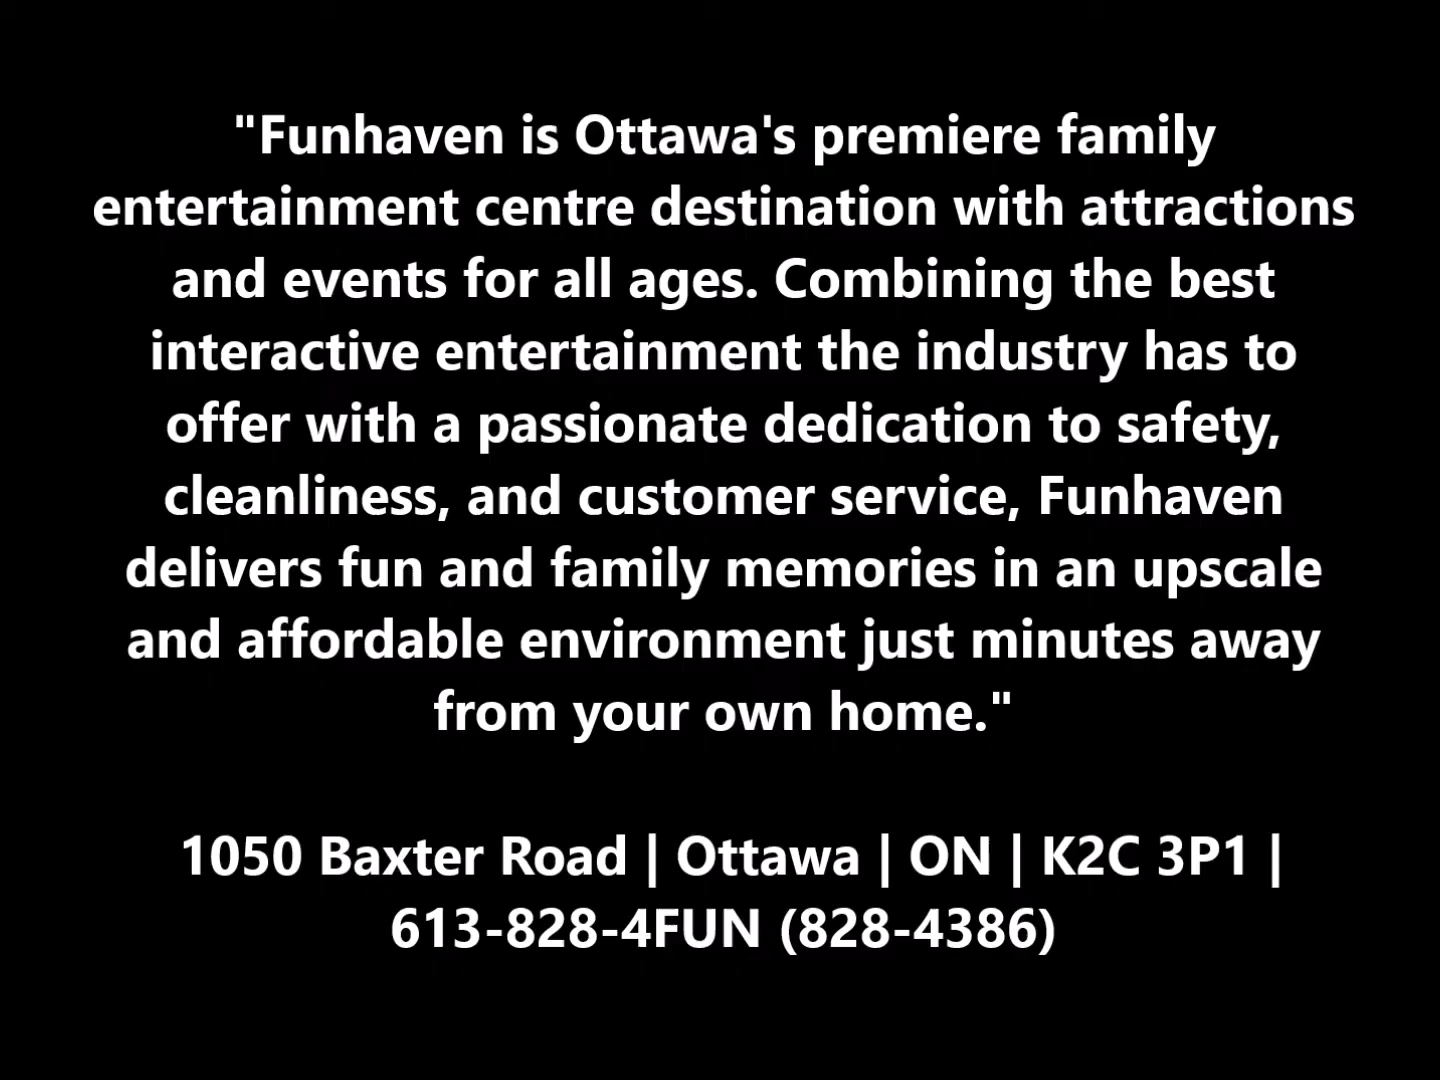 "Funhaven is Ottawa's premiere family
entertainment centre destination with attractions
and events for all ages. Combining the best
interactive entertainment the industry has to
offer with a passionate dedication to safety,
cleanliness, and customer service, Funhaven
delivers fun and family memories in an upscale
and affordable environment just minutes away
from your own home."
1050 Baxter Road | Ottawa | ON | K2C 3P1 |
613-828-4FUN (828-4386)